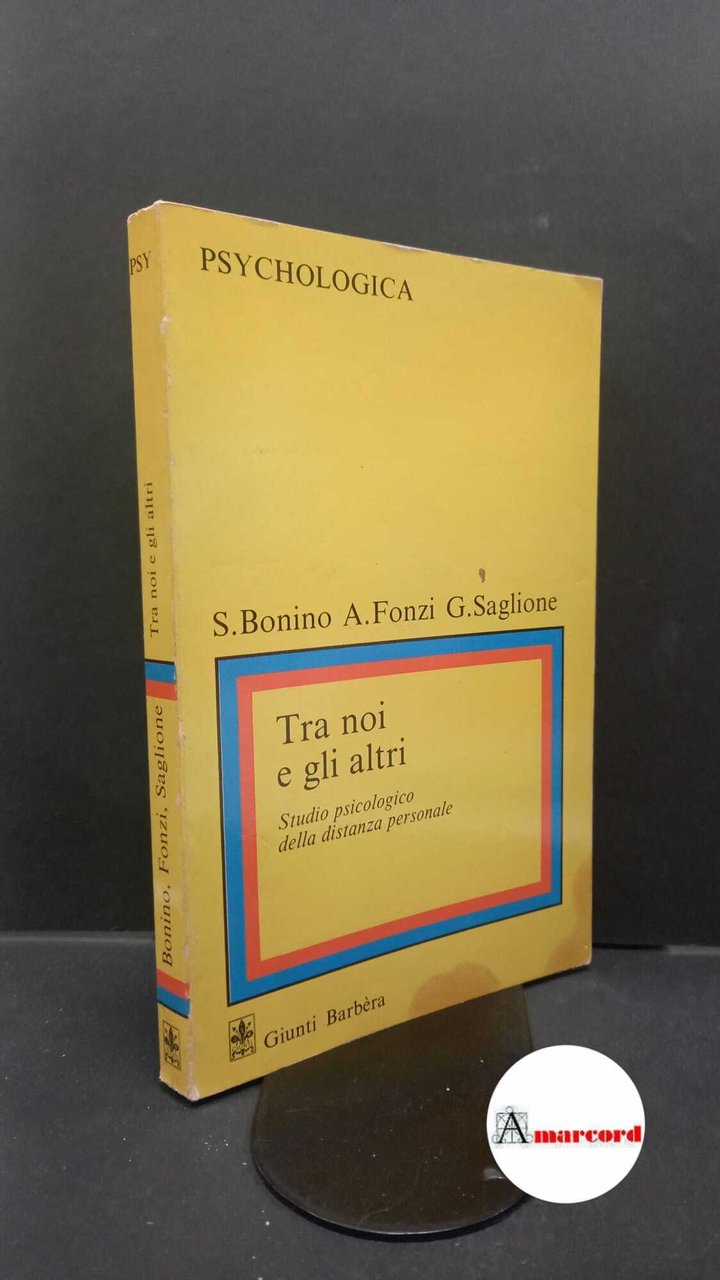 PSYCHOLOGICA
S.Bonino A.Fonzi G.Saglione
Tra noi
e gli altri
Studio psicologico
della distanza personale
Giunti Barbèra
PSY
Tra noi e gli altri
Bonino, Fonzi, Saglione
Amarcord